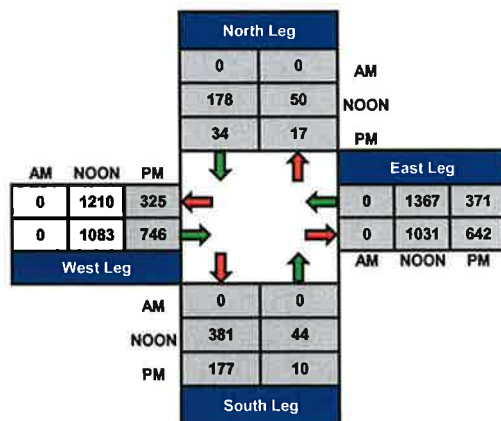 North Leg
0 0 AM
178 50 NOON
34 17 PM
AM NOON PM
East Leg
0 1210 325
0 1367 371
0 1083 746
0 1031 642
West Leg
AM NOON PM
AM 0 0
NOON 381 44
PM 177 10
South Leg